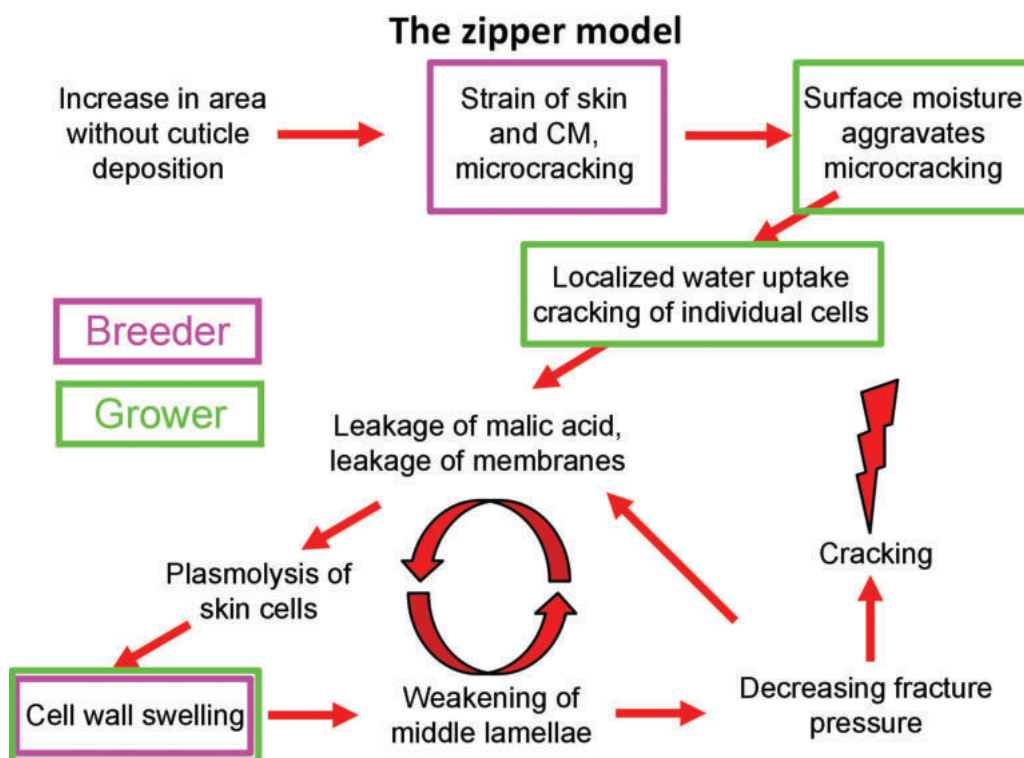 The zipper model
Increase in area
without cuticle
deposition
Strain of skin
and CM,
microcracking
Surface moisture
aggravates
microcracking
Localized water uptake
cracking of individual cells
Breeder
Grower
Leakage of malic acid,
leakage of membranes
Plasmolysis of
skin cells
Cell wall swelling
Weakening of
middle lamellae
Decreasing fracture
pressure
Cracking